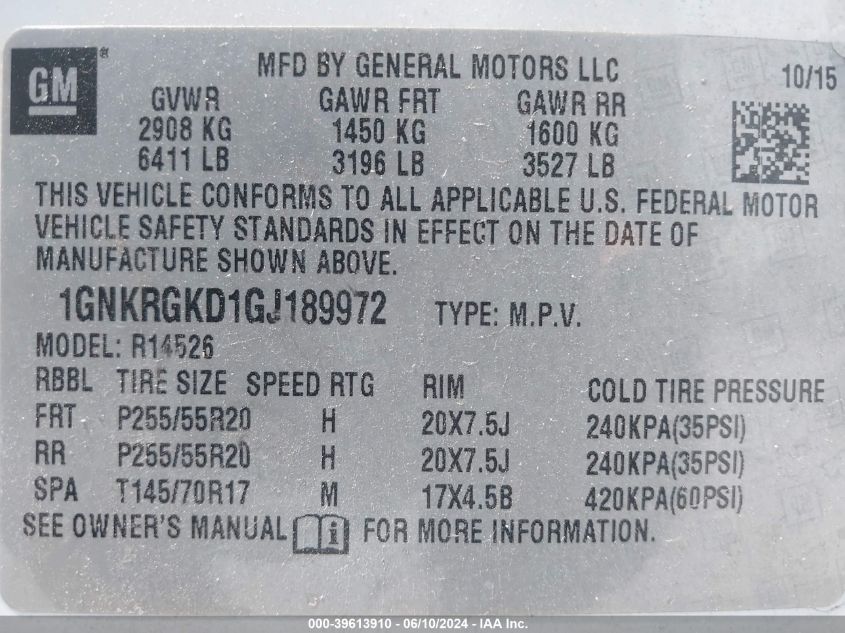 GM ®
MFD BY GENERAL MOTORS LLC
10/15
GVWR GAWR FRT GAWR RR
2908 KG 1450 KG 1600 KG
6411 LB 3196 LB 3527 LB
THIS VEHICLE CONFORMS TO ALL APPLICABLE U.S. FEDERAL MOTOR
VEHICLE SAFETY STANDARDS IN EFFECT ON THE DATE OF
MANUFACTURE SHOWN ABOVE.
1GNKRGKD1GJ189972 TYPE: M.P.V.
MODEL: R14526
RBBL TIRE SIZE SPEED RTG RIM COLD TIRE PRESSURE
FRT P255/55R20 H 20X7.5J 240KPA(35PSI)
RR P255/55R20 H 20X7.5J 240KPA(35PSI)
SPA T145/70R17 M 17X4.5B 420KPA(60PSI)
SEE OWNER'S MANUAL i FOR MORE INFORMATION.
000-39613910 - 06/10/2024 - IAA Inc.